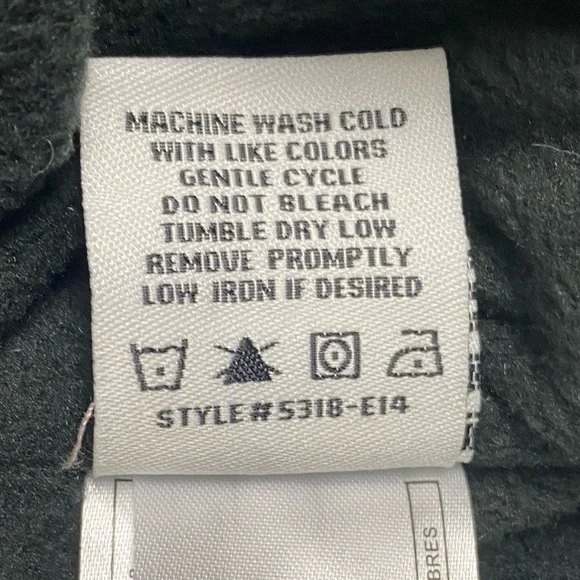 MACHINE WASH COLD
WITH LIKE COLORS
GENTLE CYCLE
DO NOT BLEACH
TUMBLE DRY LOW
REMOVE PROMPTLY
LOW IRON IF DESIRED
STYLE#5318-E14
BRES